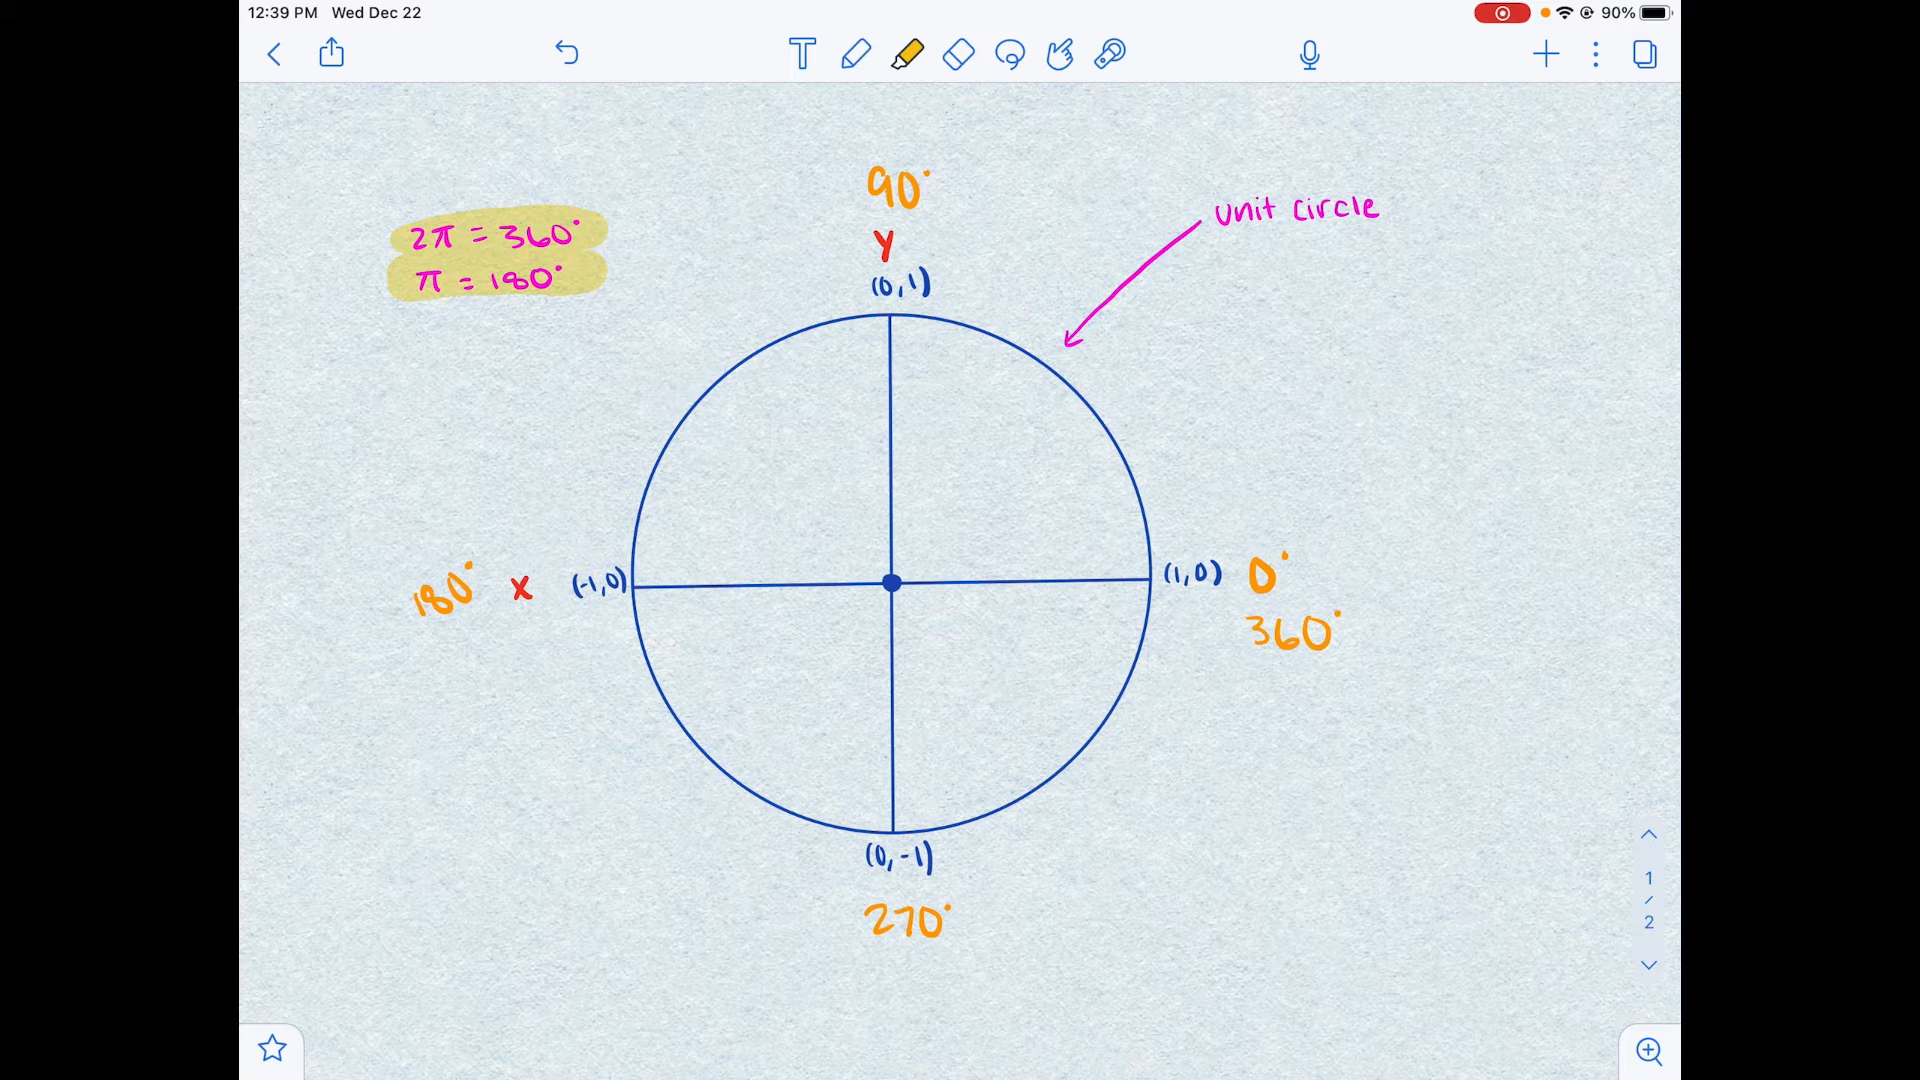 12:39 PM Wed Dec 22
90%
T
90°
y
(0,1)
unit circle
2π = 360°
π = 180°
180° x (-1,0)
(1,0) 0°
360°
(0,-1)
270°
1
/
2